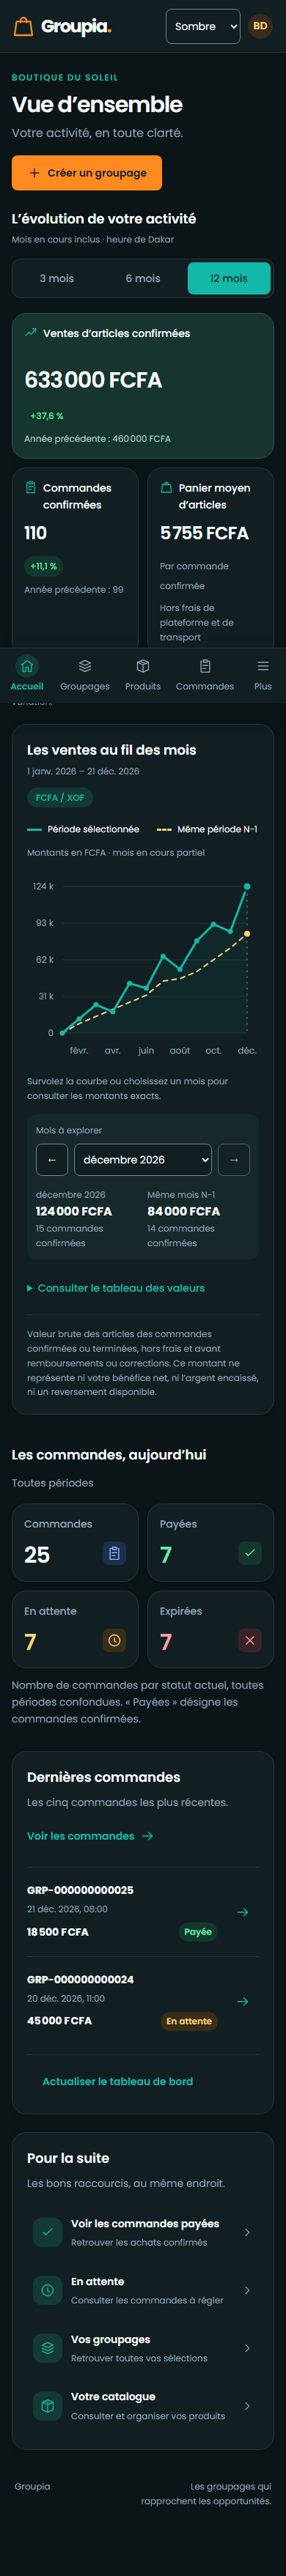 Groupia.
Sombre
BD
BOUTIQUE DU SOLEIL
Vue d’ensemble
Votre activité, en toute clarté.
Créer un groupage
L’évolution de votre activité
Mois en cours inclus · heure de Dakar
3 mois
6 mois
12 mois
Ventes d’articles confirmées
633 000 FCFA
+37,6 %
Année précédente : 460 000 FCFA
Commandes
confirmées
110
+11,1 %
Année précédente : 99
Panier moyen
d’articles
5 755 FCFA
Par commande
confirmée
Hors frais de
plateforme et de
transport
Accueil
Groupages
Produits
Commandes
Plus
Les ventes au fil des mois
1 janv. 2026 – 21 déc. 2026
FCFA / XOF
Période sélectionnée
Même période N-1
Montants en FCFA · mois en cours partiel
124 k
93 k
62 k
31 k
0
févr.
avr.
juin
août
oct.
déc.
Survolez la courbe ou choisissez un mois pour
consulter les montants exacts.
Mois à explorer
←
décembre 2026
→
décembre 2026
124 000 FCFA
15 commandes
confirmées
Même mois N-1
84 000 FCFA
14 commandes
confirmées
Consulter le tableau des valeurs
Valeur brute des articles des commandes
confirmées ou terminées, hors frais et avant
remboursements ou corrections. Ce montant ne
représente ni votre bénéfice net, ni l’argent encaissé,
ni un reversement disponible.
Les commandes, aujourd’hui
Toutes périodes
Commandes
25
Payées
7
En attente
7
Expirées
7
Nombre de commandes par statut actuel, toutes
périodes confondues. « Payées » désigne les
commandes confirmées.
Dernières commandes
Les cinq commandes les plus récentes.
Voir les commandes →
GRP-000000000025
21 déc. 2026, 08:00
18 500 FCFA
Payée
GRP-000000000024
20 déc. 2026, 11:00
45 000 FCFA
En attente
Actualiser le tableau de bord
Pour la suite
Les bons raccourcis, au même endroit.
Voir les commandes payées
Retrouver les achats confirmés
En attente
Consulter les commandes à régler
Vos groupages
Retrouver toutes vos sélections
Votre catalogue
Consulter et organiser vos produits
Groupia
Les groupages qui
rapprochent les opportunités.